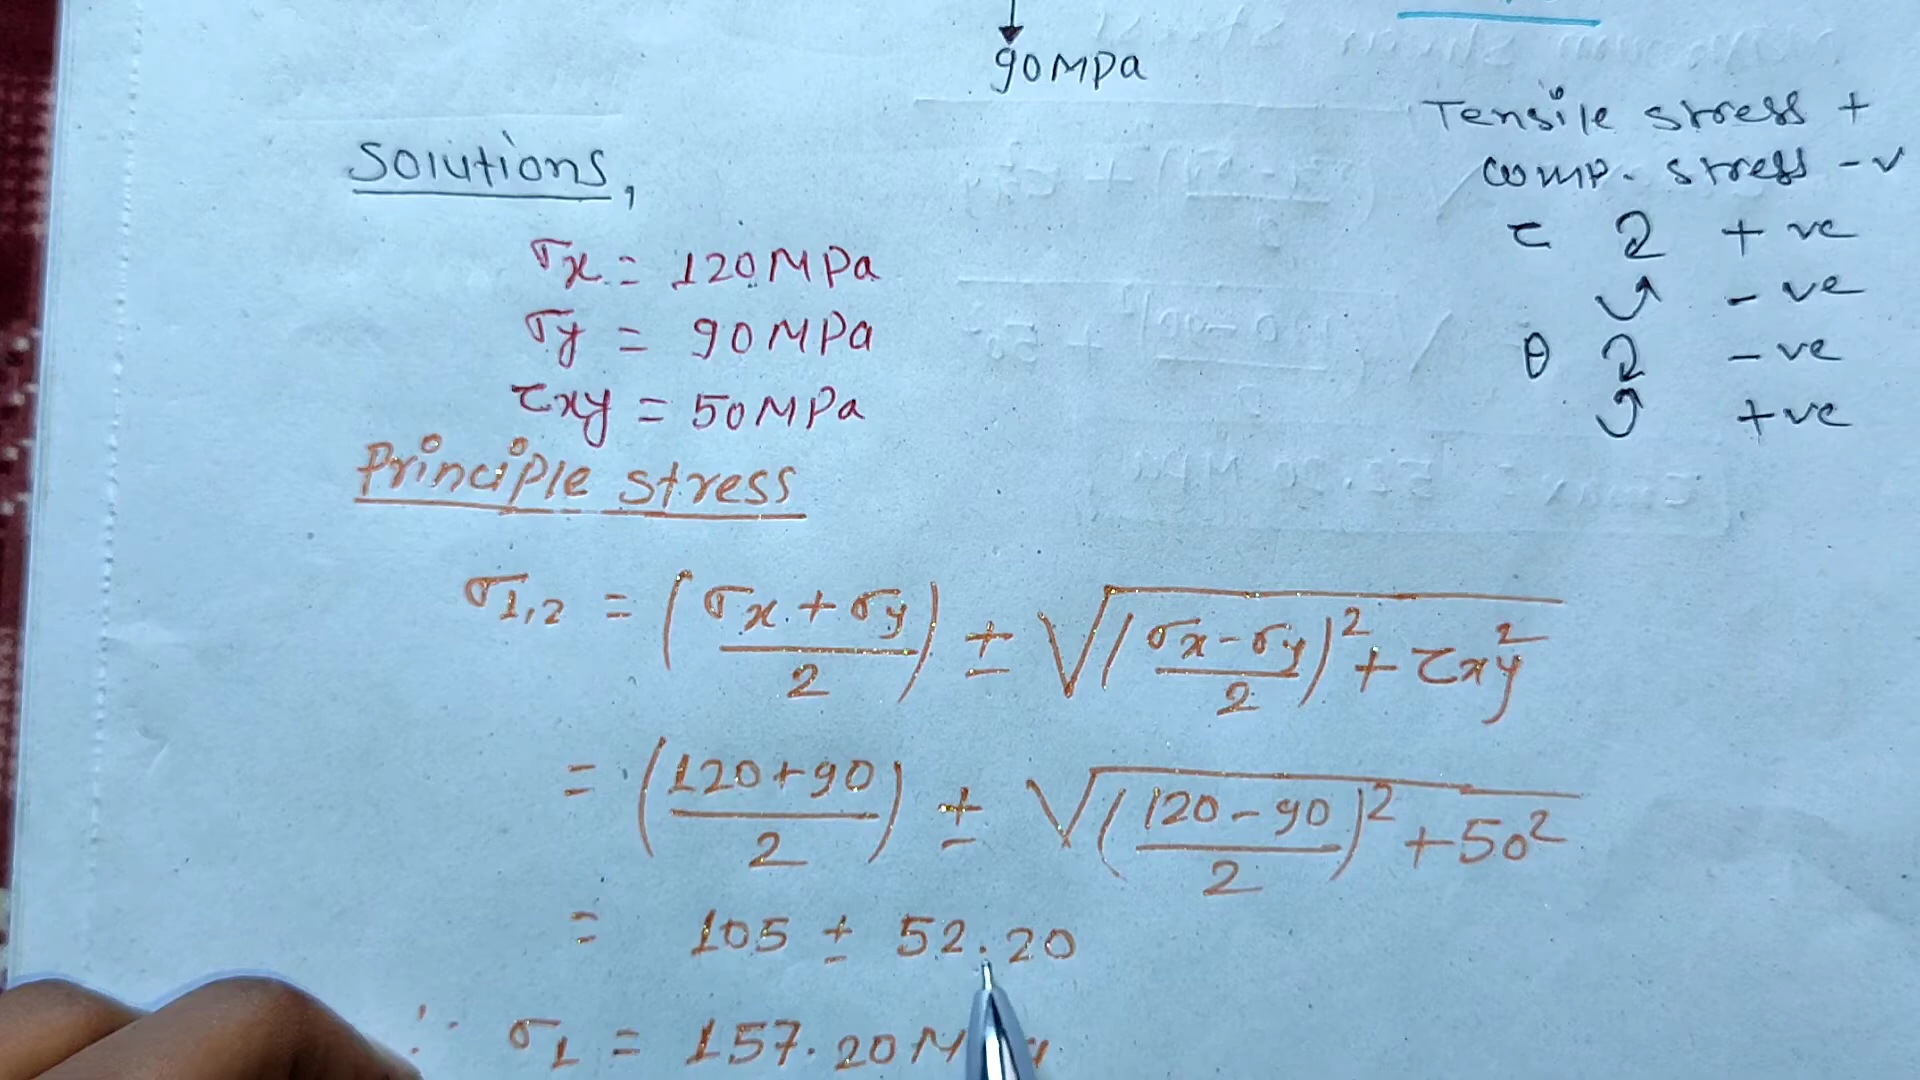 90MPa
Tensile stress +
comp. stress -v
τ ↻ + ve
↺ - ve
θ ↻ - ve
↺ +ve
Solutions,
σx = 120MPa
σy = 90MPa
τxy = 50MPa
Principle stress
σ1,2 = (σx + σy / 2) ± √(σx - σy / 2)² + τxy²
= (120+90 / 2) ± √(120-90 / 2)² + 50²
= 105 ± 52.20
∴ σ1 = 157.20M